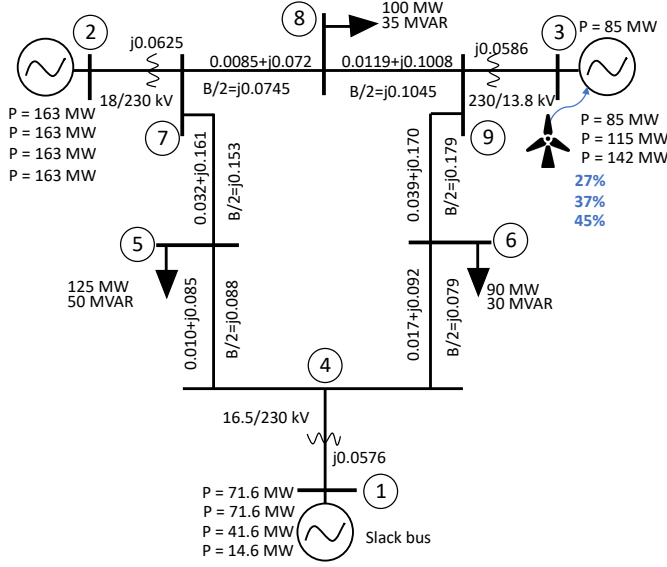 8
100 MW
35 MVAR
2
j0.0625
0.0085+j0.072
0.0119+j0.1008
j0.0586
3
P = 85 MW
B/2=j0.0745
B/2=j0.1045
18/230 kV
230/13.8 kV
P = 163 MW
P = 163 MW
P = 163 MW
P = 163 MW
7
9
P = 85 MW
P = 115 MW
P = 142 MW
27%
37%
45%
0.032+j0.161
B/2=j0.153
0.039+j0.170
B/2=j0.179
5
6
125 MW
50 MVAR
90 MW
30 MVAR
0.010+j0.085
B/2=j0.088
0.017+j0.092
B/2=j0.079
4
16.5/230 kV
j0.0576
1
P = 71.6 MW
P = 71.6 MW
P = 41.6 MW
P = 14.6 MW
Slack bus